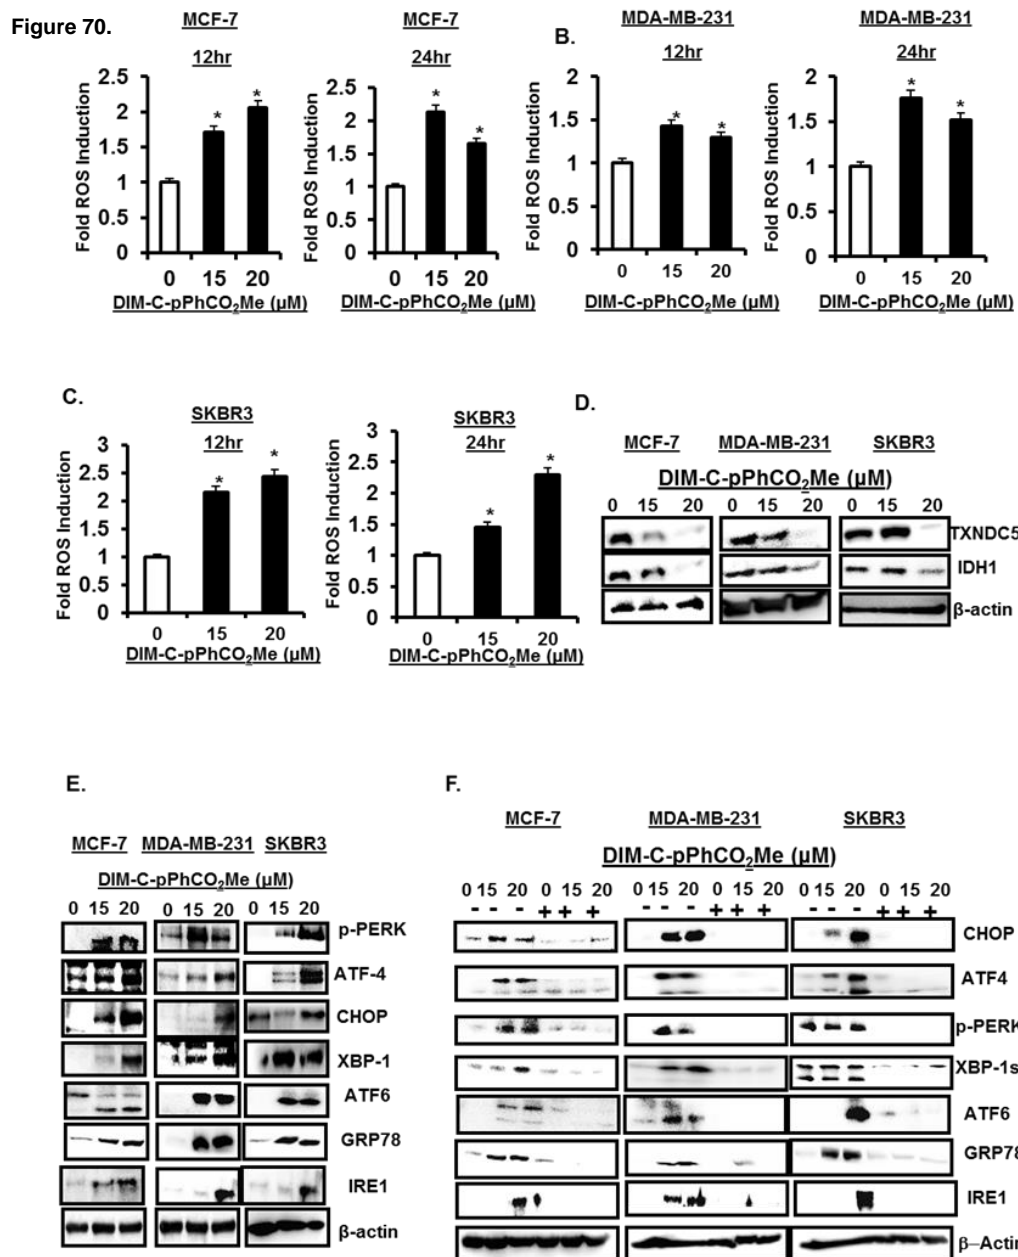 Figure 70.
MCF-7
12hr
Fold ROS Induction
2.5
2
1.5
1
0.5
0
* *
0 15 20
DIM-C-pPhCO2Me (µM)
MCF-7
24hr
Fold ROS Induction
2.5
2
1.5
1
0.5
0
* *
0 15 20
DIM-C-pPhCO2Me (µM)
B.
MDA-MB-231
12hr
Fold ROS Induction
2
1.5
1
0.5
0
* *
0 15 20
DIM-C-pPhCO2Me (µM)
MDA-MB-231
24hr
Fold ROS Induction
2
1.5
1
0.5
0
* *
0 15 20
DIM-C-pPhCO2Me (µM)
C.
SKBR3
12hr
Fold ROS Induction
3
2.5
2
1.5
1
0.5
0
* *
0 15 20
DIM-C-pPhCO2Me (µM)
SKBR3
24hr
Fold ROS Induction
3
2.5
2
1.5
1
0.5
0
* *
0 15 20
DIM-C-pPhCO2Me (µM)
D.
MCF-7 MDA-MB-231 SKBR3
DIM-C-pPhCO2Me (µM)
0 15 20 0 15 20 0 15 20
TXNDC5
IDH1
β-actin
E.
MCF-7 MDA-MB-231 SKBR3
DIM-C-pPhCO2Me (µM)
0 15 20 0 15 20 0 15 20
p-PERK
ATF-4
CHOP
XBP-1
ATF6
GRP78
IRE1
β-actin
F.
MCF-7 MDA-MB-231 SKBR3
DIM-C-pPhCO2Me (µM)
0 15 20 0 15 20 0 15 20 0 15 20 0 15 20 0 15 20
- - - + + + - - - + + + - - - + + +
CHOP
ATF4
p-PERK
XBP-1s
ATF6
GRP78
IRE1
β–Actin